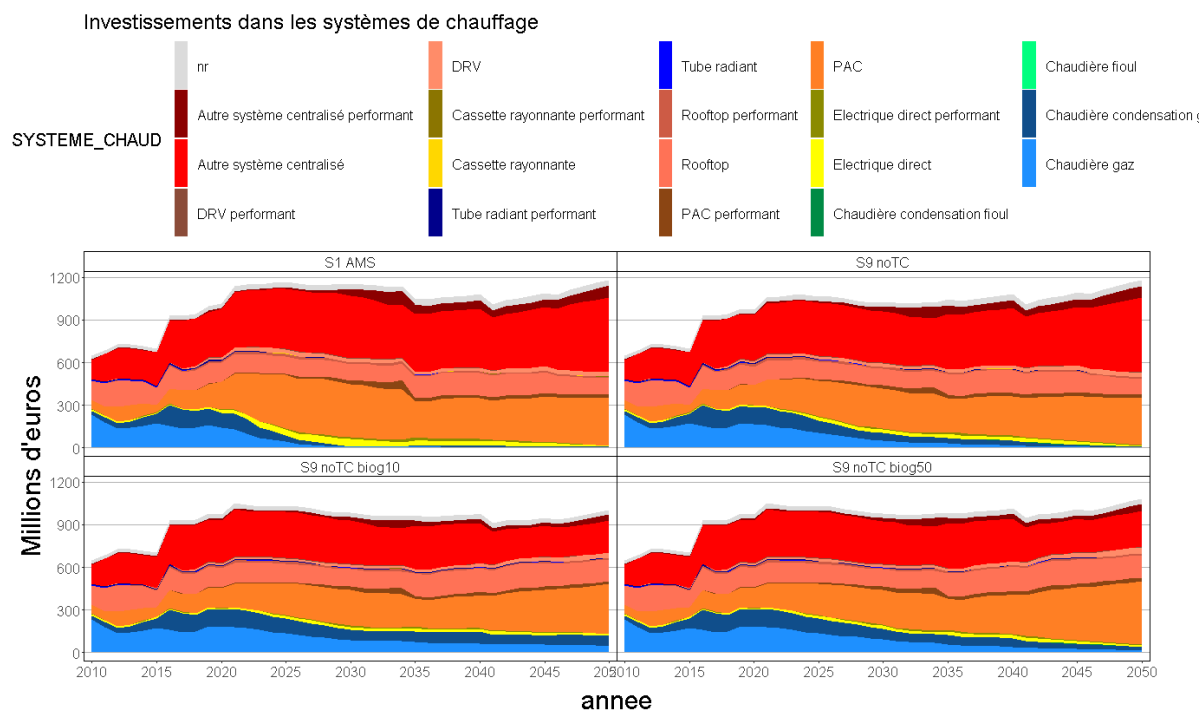 Investissements dans les systèmes de chauffage
SYSTEME_CHAUD
nr
Autre système centralisé performant
Autre système centralisé
DRV performant
DRV
Cassette rayonnante performant
Cassette rayonnante
Tube radiant performant
Tube radiant
Rooftop performant
Rooftop
PAC performant
PAC
Electrique direct performant
Electrique direct
Chaudière condensation fioul
Chaudière fioul
Chaudière condensation g
Chaudière gaz
Millions d'euros
S1 AMS
S9 noTC
1200
900
600
300
0
S9 noTC biog10
S9 noTC biog50
1200
900
600
300
0
2010 2015 2020 2025 2030 2035 2040 2045 2050
2010 2015 2020 2025 2030 2035 2040 2045 2050
annee